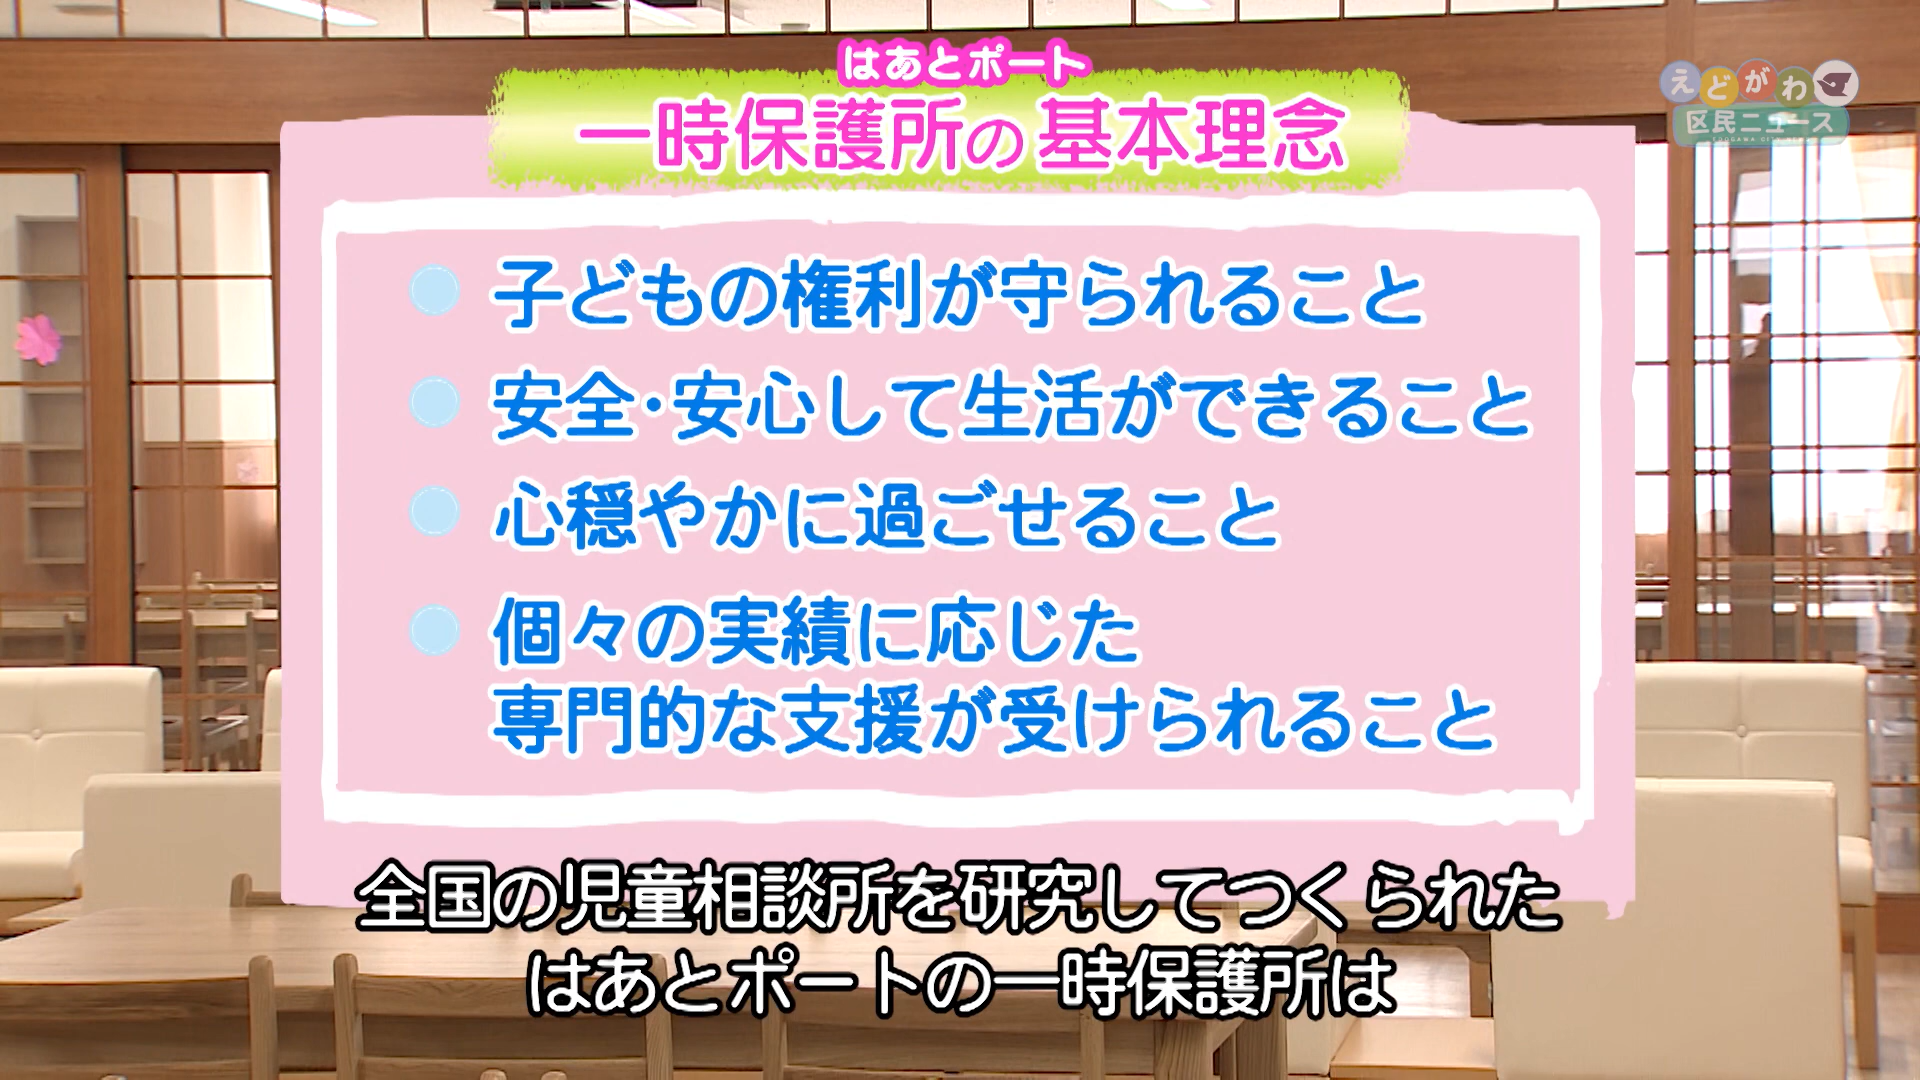 はあとポート
一時保護所の基本理念
えどがわ
区民ニュース
子どもの権利が守られること
安全・安心して生活ができること
心穏やかに過ごせること
個々の実績に応じた
専門的な支援が受けられること
全国の児童相談所を研究してつくられた
はあとポートの一時保護所は